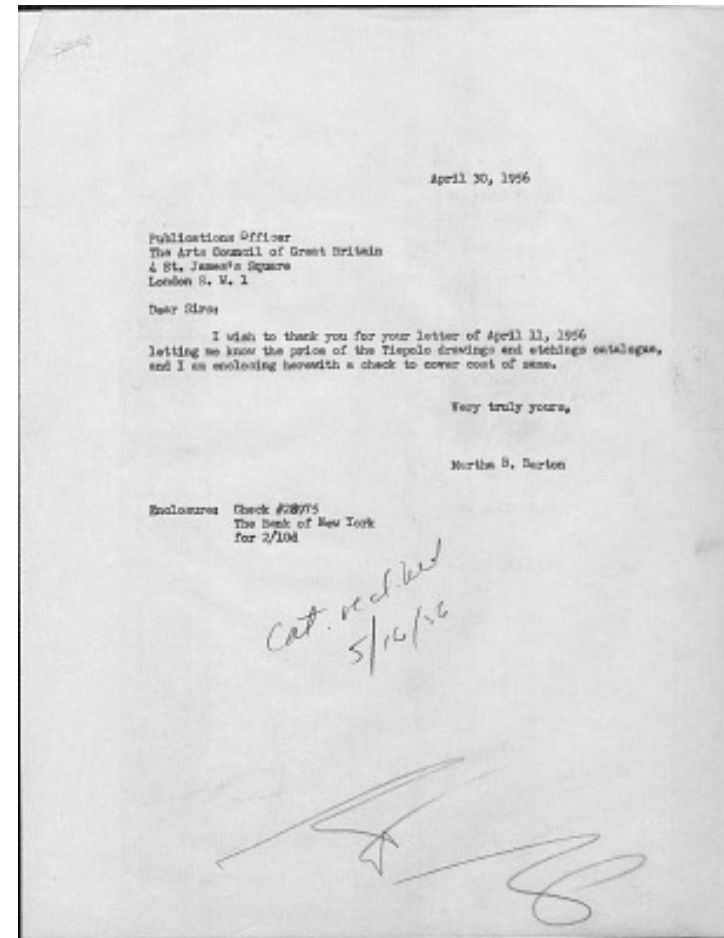 April 30, 1956
Publications Officer
The Arts Council of Great Britain
4 St. James's Square
London S. W. 1
Dear Sirs:
I wish to thank you for your letter of April 11, 1956
letting me know the price of the Tiepolo drawings and etchings catalogue,
and I am enclosing herewith a check to cover cost of same.
Very truly yours,
B.
Enclosure: Check
The Bank of New York
for 2/10d
Cat. rec'd.
5/16/56